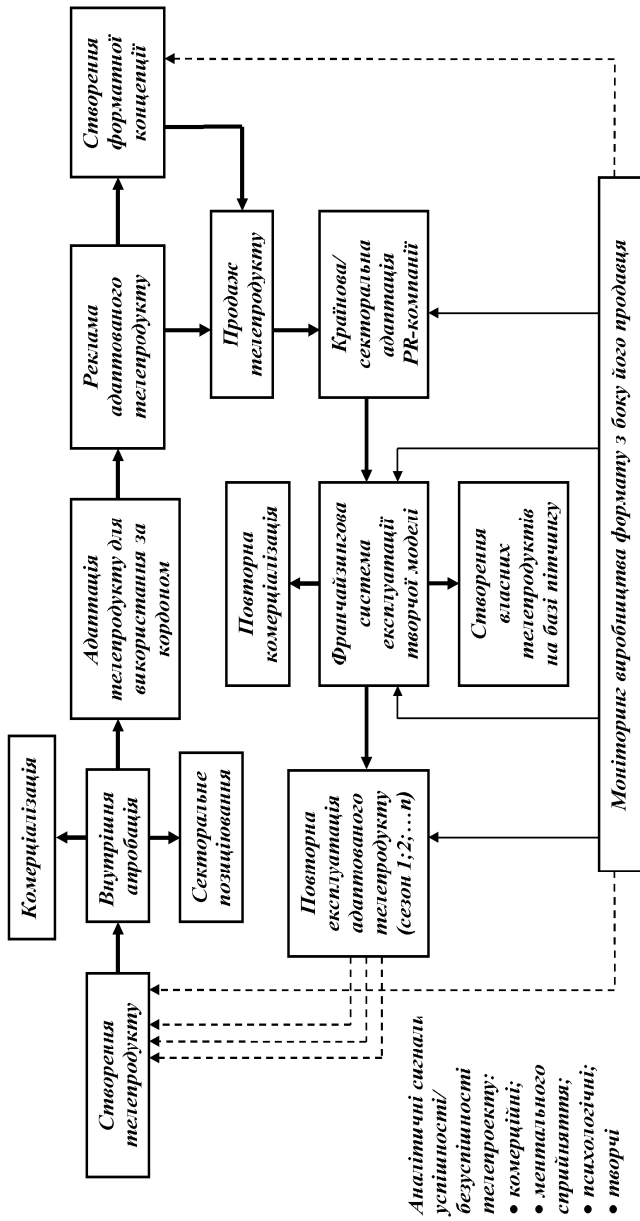 Комерціалізація
Створення
телепродукту
Внутрішня
апробація
Секторальне
позиціювання
Адаптація
телепродукту для
використання за
кордоном
Реклама
адаптованого
телепродукту
Створення
форматної
концепції
Продаж
телепродукту
Повторна
комерціалізація
Повторна
експлуатація
адаптованого
телепродукту
(сезон 1;2;…n)
Франчайзингова
система
експлуатації
творчої моделі
Країнова/
секторальна
адаптація
PR-компанії
Створення
власних
телепродуктів
на базі пітчингу
Аналітичні сигнали
успішності/
безуспішності
телепроекту:
● комерційні;
● ментального
сприйняття;
● психологічні;
● творчі
Моніторинг виробництва формату з боку його продавця